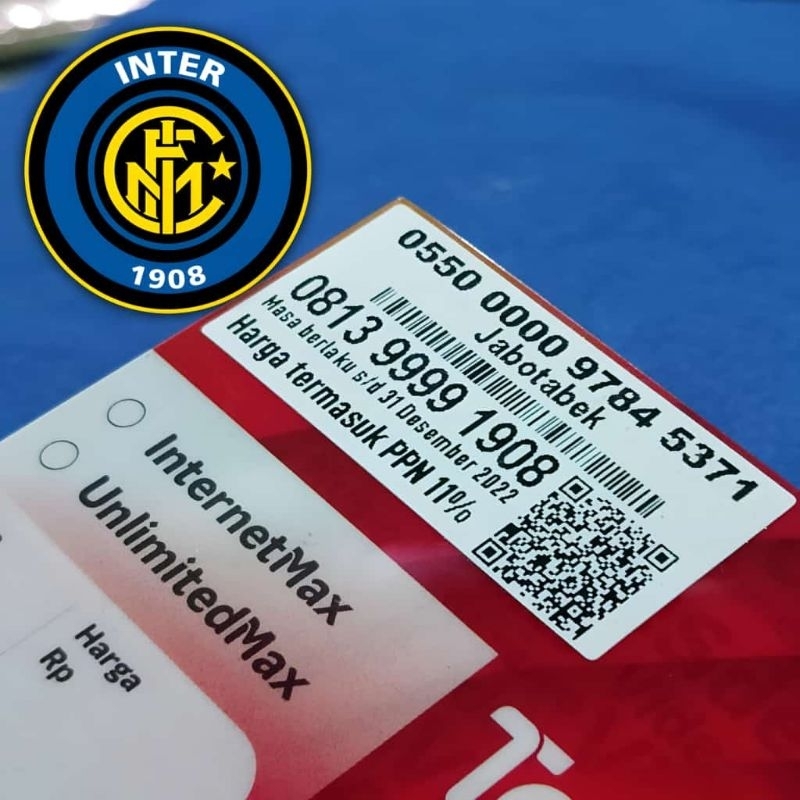 INTER
1908
0550 0000 9784 5371
Jabotabek
0813 9999 1908
Masa berlaku s/d 31 Desember 2022
Harga termasuk PPN 11%
InternetMax
UnlimitedMax
Harga
Rp